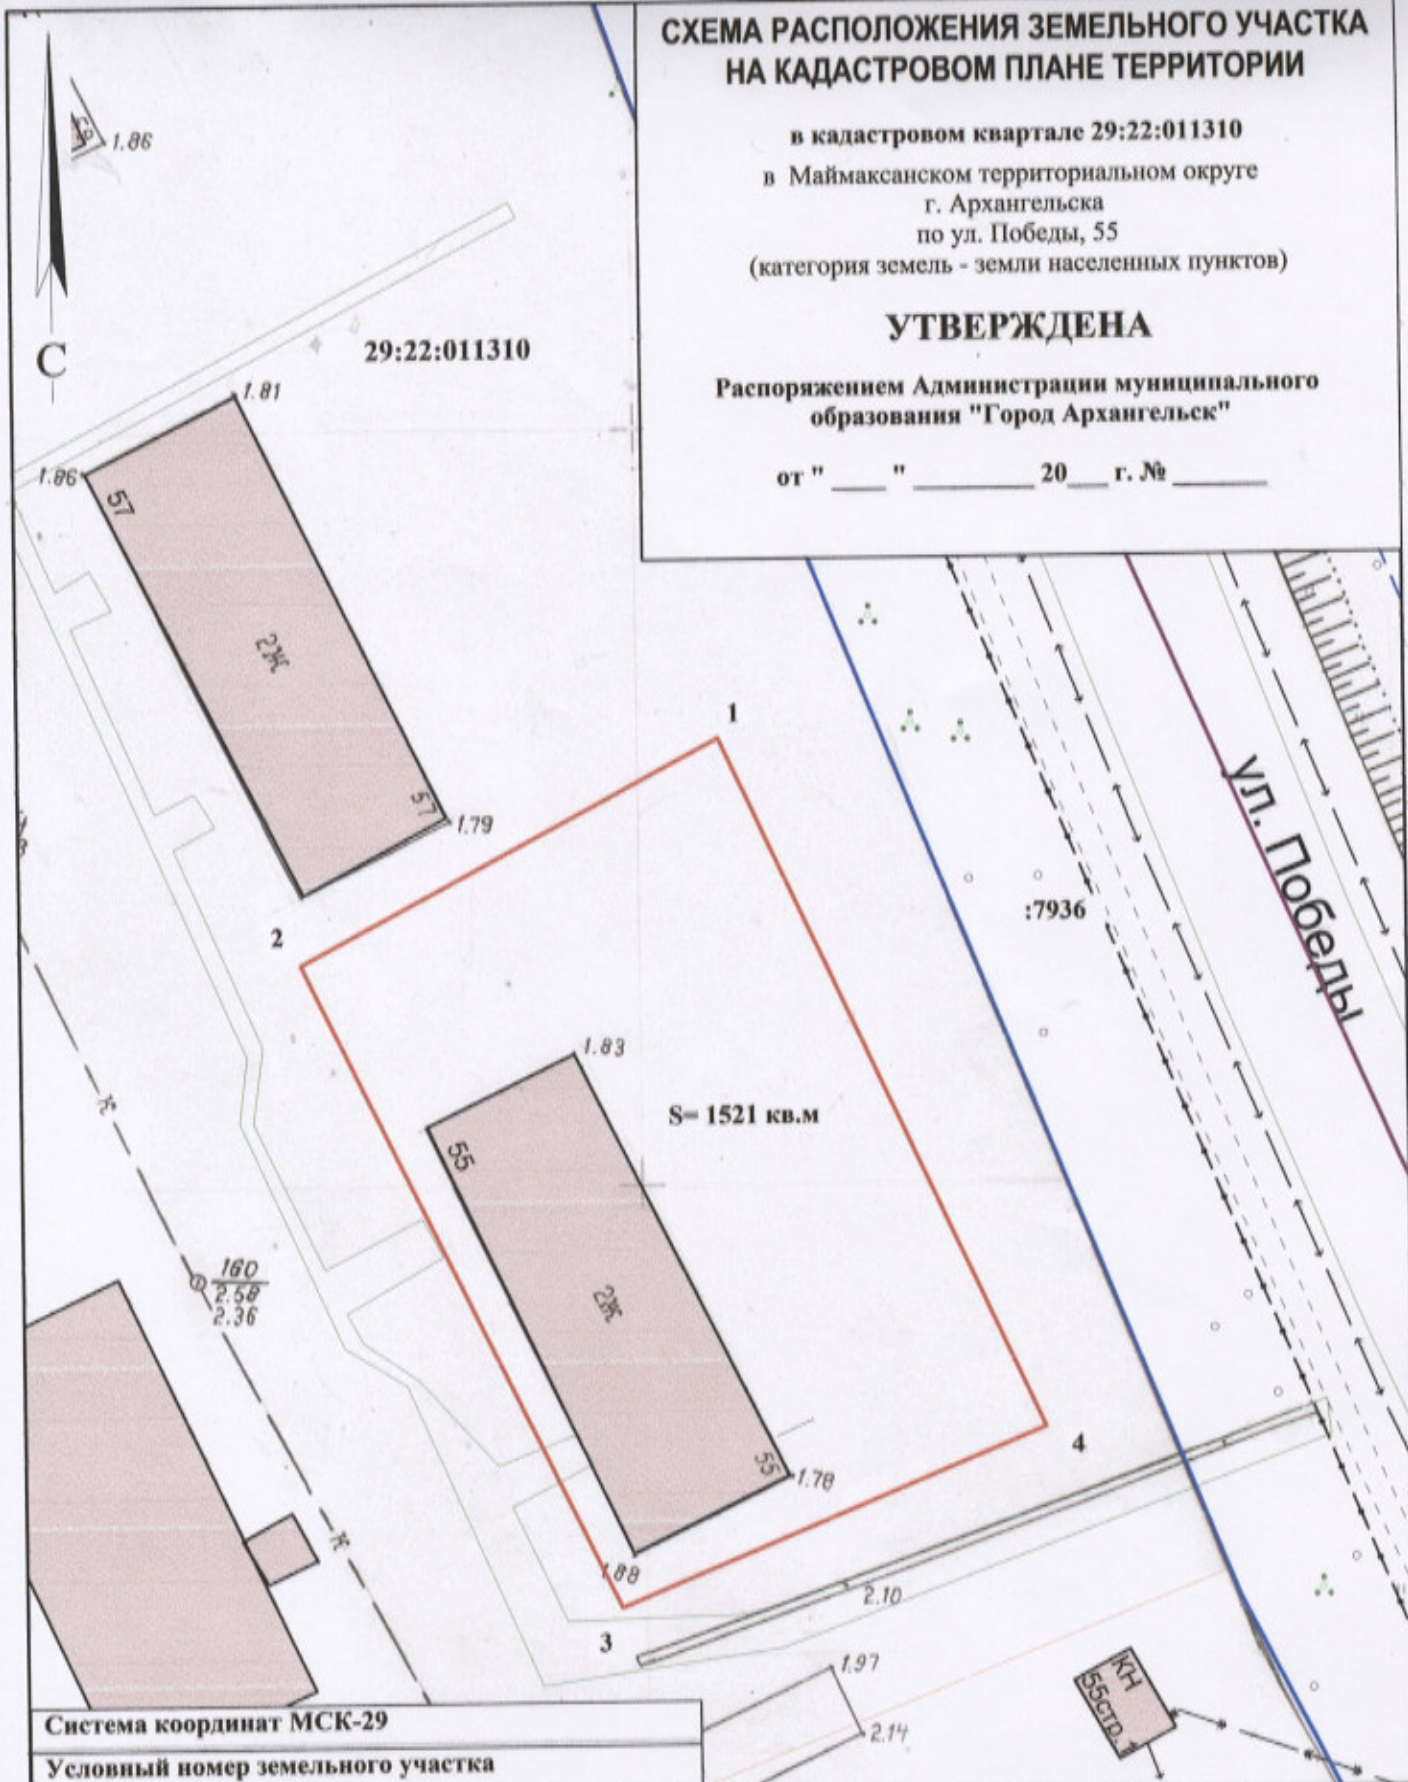 СХЕМА РАСПОЛОЖЕНИЯ ЗЕМЕЛЬНОГО УЧАСТКА
НА КАДАСТРОВОМ ПЛАНЕ ТЕРРИТОРИИ
в кадастровом квартале 29:22:011310
в Маймаксанском территориальном округе
г. Архангельска
по ул. Победы, 55
(категория земель - земли населенных пунктов)
УТВЕРЖДЕНА
Распоряжением Администрации муниципального
образования "Город Архангельск"
от " ____ " _________ 20___ г. № _______
1.86
С
29:22:011310
1.81
1.86
57
2Ж
57
1.79
1
2
ул. Победы
:7936
1.83
S= 1521 кв.м
55
2Ж
55
1.78
1.88
3
4
К
160
2.58
2.36
К
2.10
1.97
2.14
КН
55стр.1
Система координат МСК-29
Условный номер земельного участка